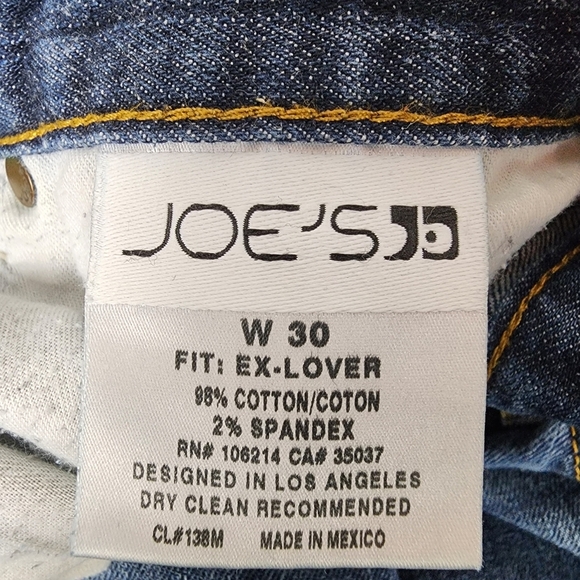 JOE'S
W 30
FIT: EX-LOVER
98% COTTON/COTON
2% SPANDEX
RN# 106214 CA# 35037
DESIGNED IN LOS ANGELES
DRY CLEAN RECOMMENDED
CL#138M MADE IN MEXICO